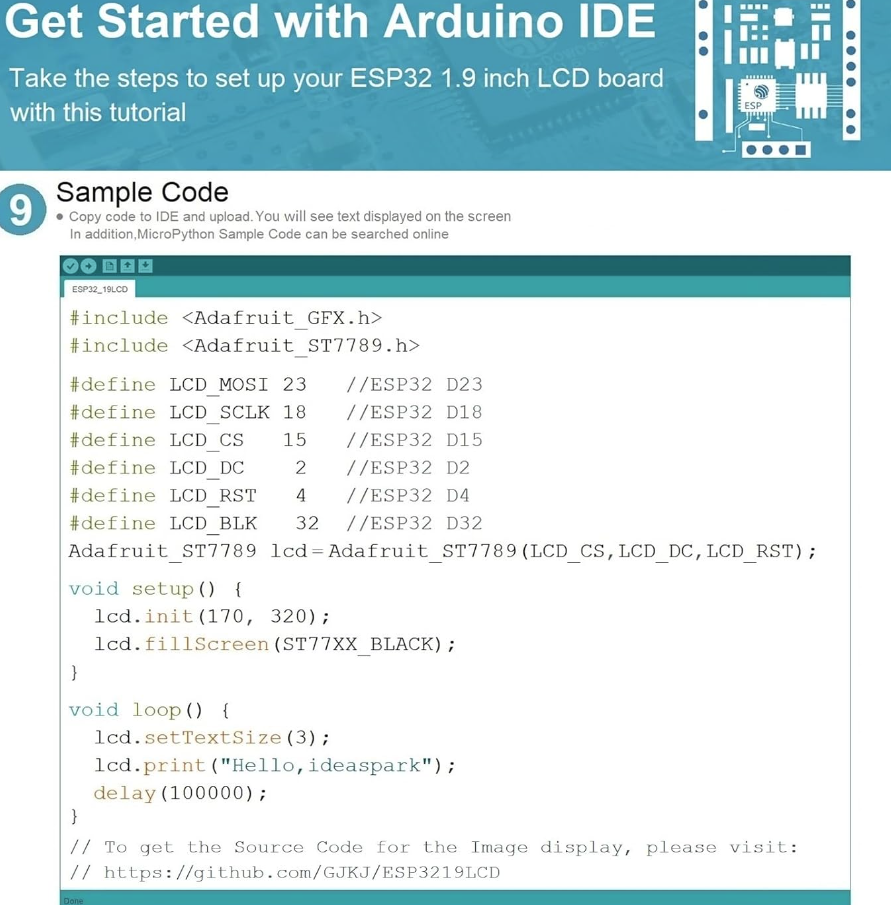 Get Started with Arduino IDE
Take the steps to set up your ESP32 1.9 inch LCD board
with this tutorial
ESP
9
Sample Code
• Copy code to IDE and upload. You will see text displayed on the screen
In addition,MicroPython Sample Code can be searched online
ESP32_19LCD
#include <Adafruit_GFX.h>
#include <Adafruit_ST7789.h>
#define LCD_MOSI 23 //ESP32 D23
#define LCD_SCLK 18 //ESP32 D18
#define LCD_CS 15 //ESP32 D15
#define LCD_DC 2 //ESP32 D2
#define LCD_RST 4 //ESP32 D4
#define LCD_BLK 32 //ESP32 D32
Adafruit_ST7789 lcd=Adafruit_ST7789(LCD_CS,LCD_DC,LCD_RST);
void setup() {
lcd.init(170, 320);
lcd.fillScreen(ST77XX_BLACK);
}
void loop() {
lcd.setTextSize(3);
lcd.print("Hello,ideaspark");
delay(100000);
}
// To get the Source Code for the Image display, please visit:
// https://github.com/GJKJ/ESP3219LCD
Done